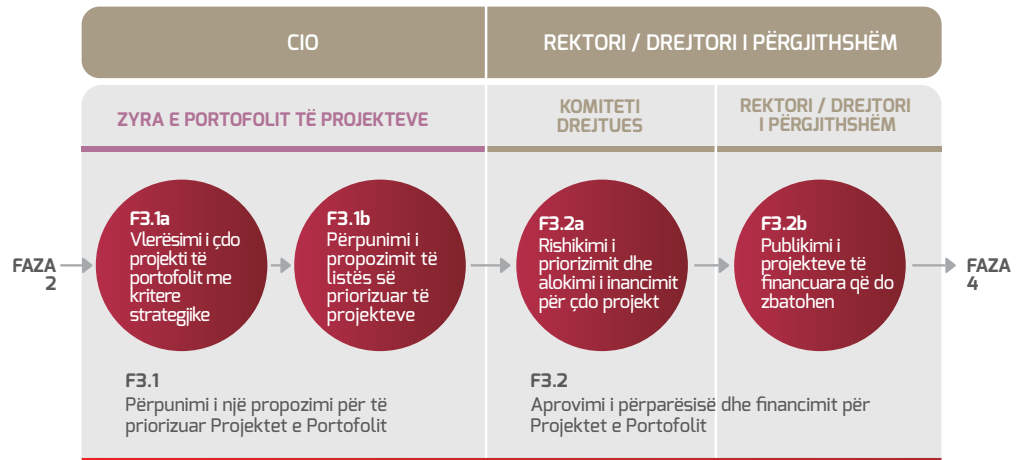 CIO
REKTORI / DREJTORI I PËRGJITHSHËM
ZYRA E PORTOFOLIT TË PROJEKTEVE
KOMITETI
DREJTUES
REKTORI / DREJTORI
I PËRGJITHSHËM
FAZA
2
F3.1a
Vlerësimi i çdo
projekti të
portofolit me
kritere
strategjike
F3.1b
Përpunimi i
propozimit të
listës së
priorizuar të
projekteve
F3.2a
Rishikimi i
priorizimit dhe
alokimi i inancimit
për çdo projekt
F3.2b
Publikimi i
projekteve të
financuara që do
zbatohen
FAZA
4
F3.1
Përpunimi i një propozimi për të
priorizuar Projektet e Portofolit
F3.2
Aprovimi i përparësisë dhe financimit për
Projektet e Portofolit